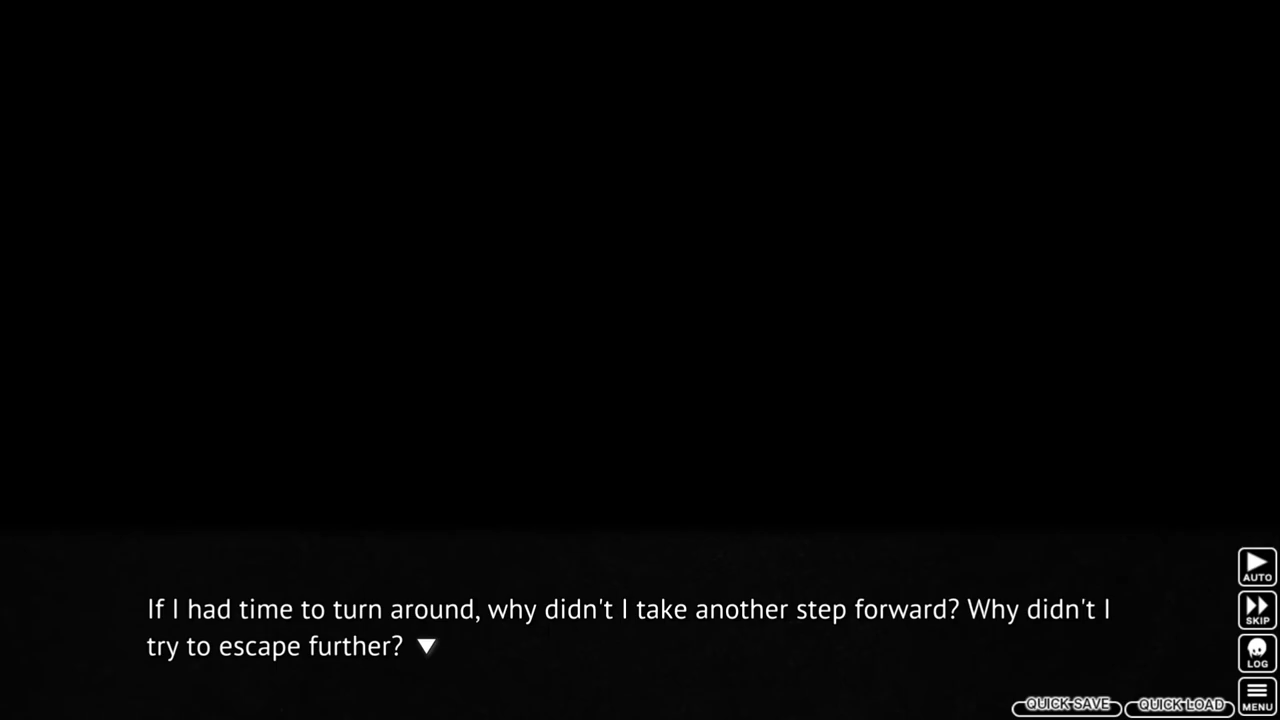 If I had time to turn around, why didn't I take another step forward? Why didn't I
try to escape further?
AUTO
SKIP
LOG
MENU
QUICK SAVE QUICK LOAD